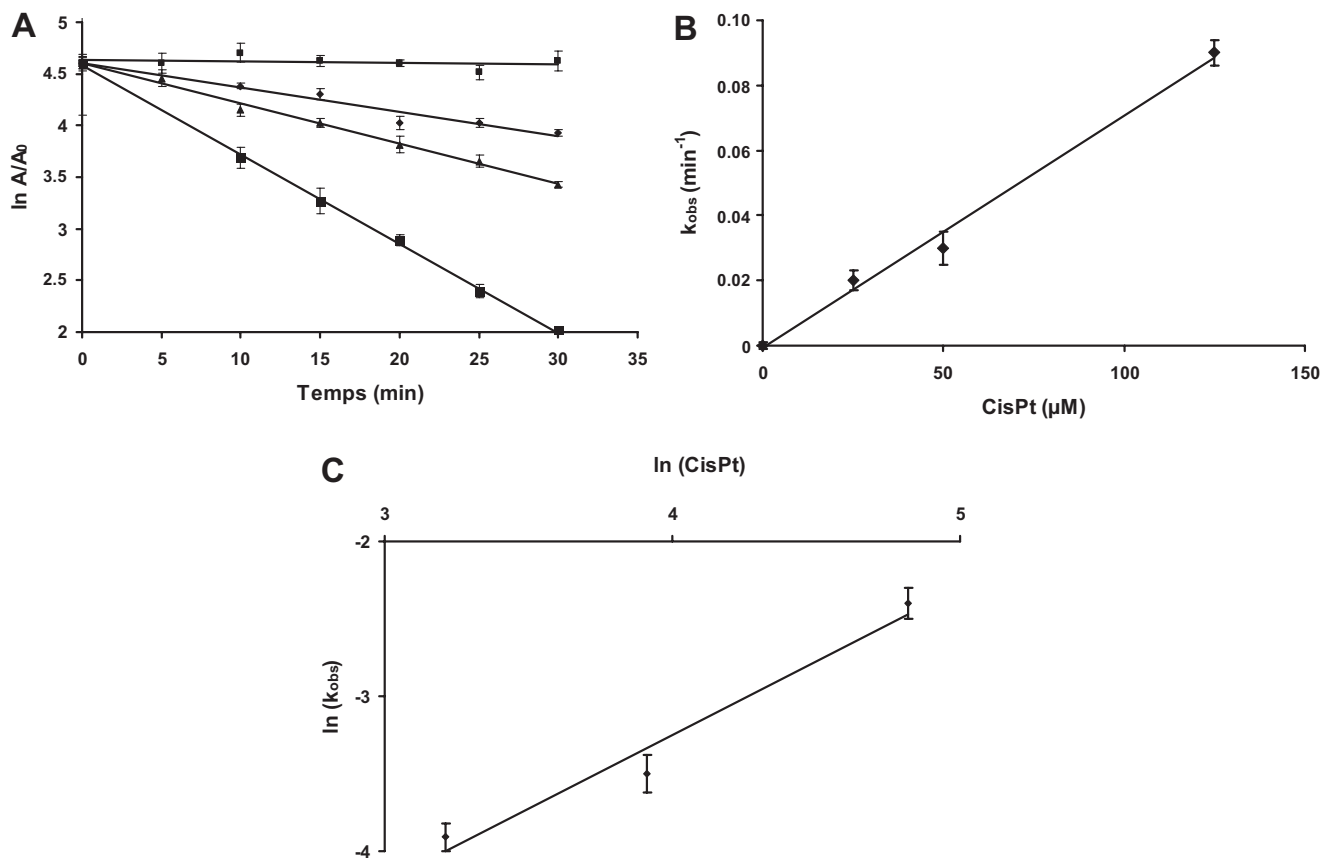 A
5
4.5
4
3.5
3
2.5
2
ln A/A0
0 5 10 15 20 25 30 35
Temps (min)
B
0.10
0.08
0.06
0.04
0.02
0
kobs (min-1)
0 50 100 150
CisPt (µM)
C
ln (CisPt)
3 4 5
-2
-3
-4
ln (kobs)